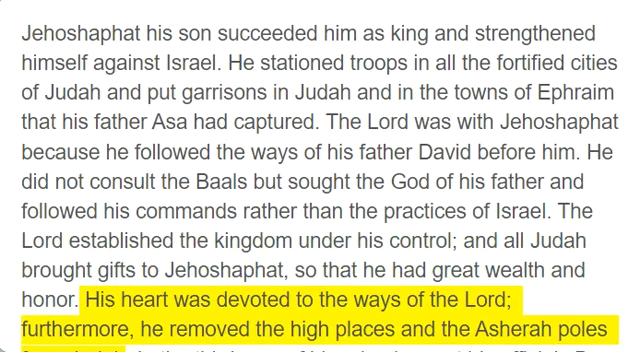 Jehoshaphat his son succeeded him as king and strengthened
himself against Israel. He stationed troops in all the fortified cities
of Judah and put garrisons in Judah and in the towns of Ephraim
that his father Asa had captured. The Lord was with Jehoshaphat
because he followed the ways of his father David before him. He
did not consult the Baals but sought the God of his father and
followed his commands rather than the practices of Israel. The
Lord established the kingdom under his control; and all Judah
brought gifts to Jehoshaphat, so that he had great wealth and
honor. His heart was devoted to the ways of the Lord;
furthermore, he removed the high places and the Asherah poles